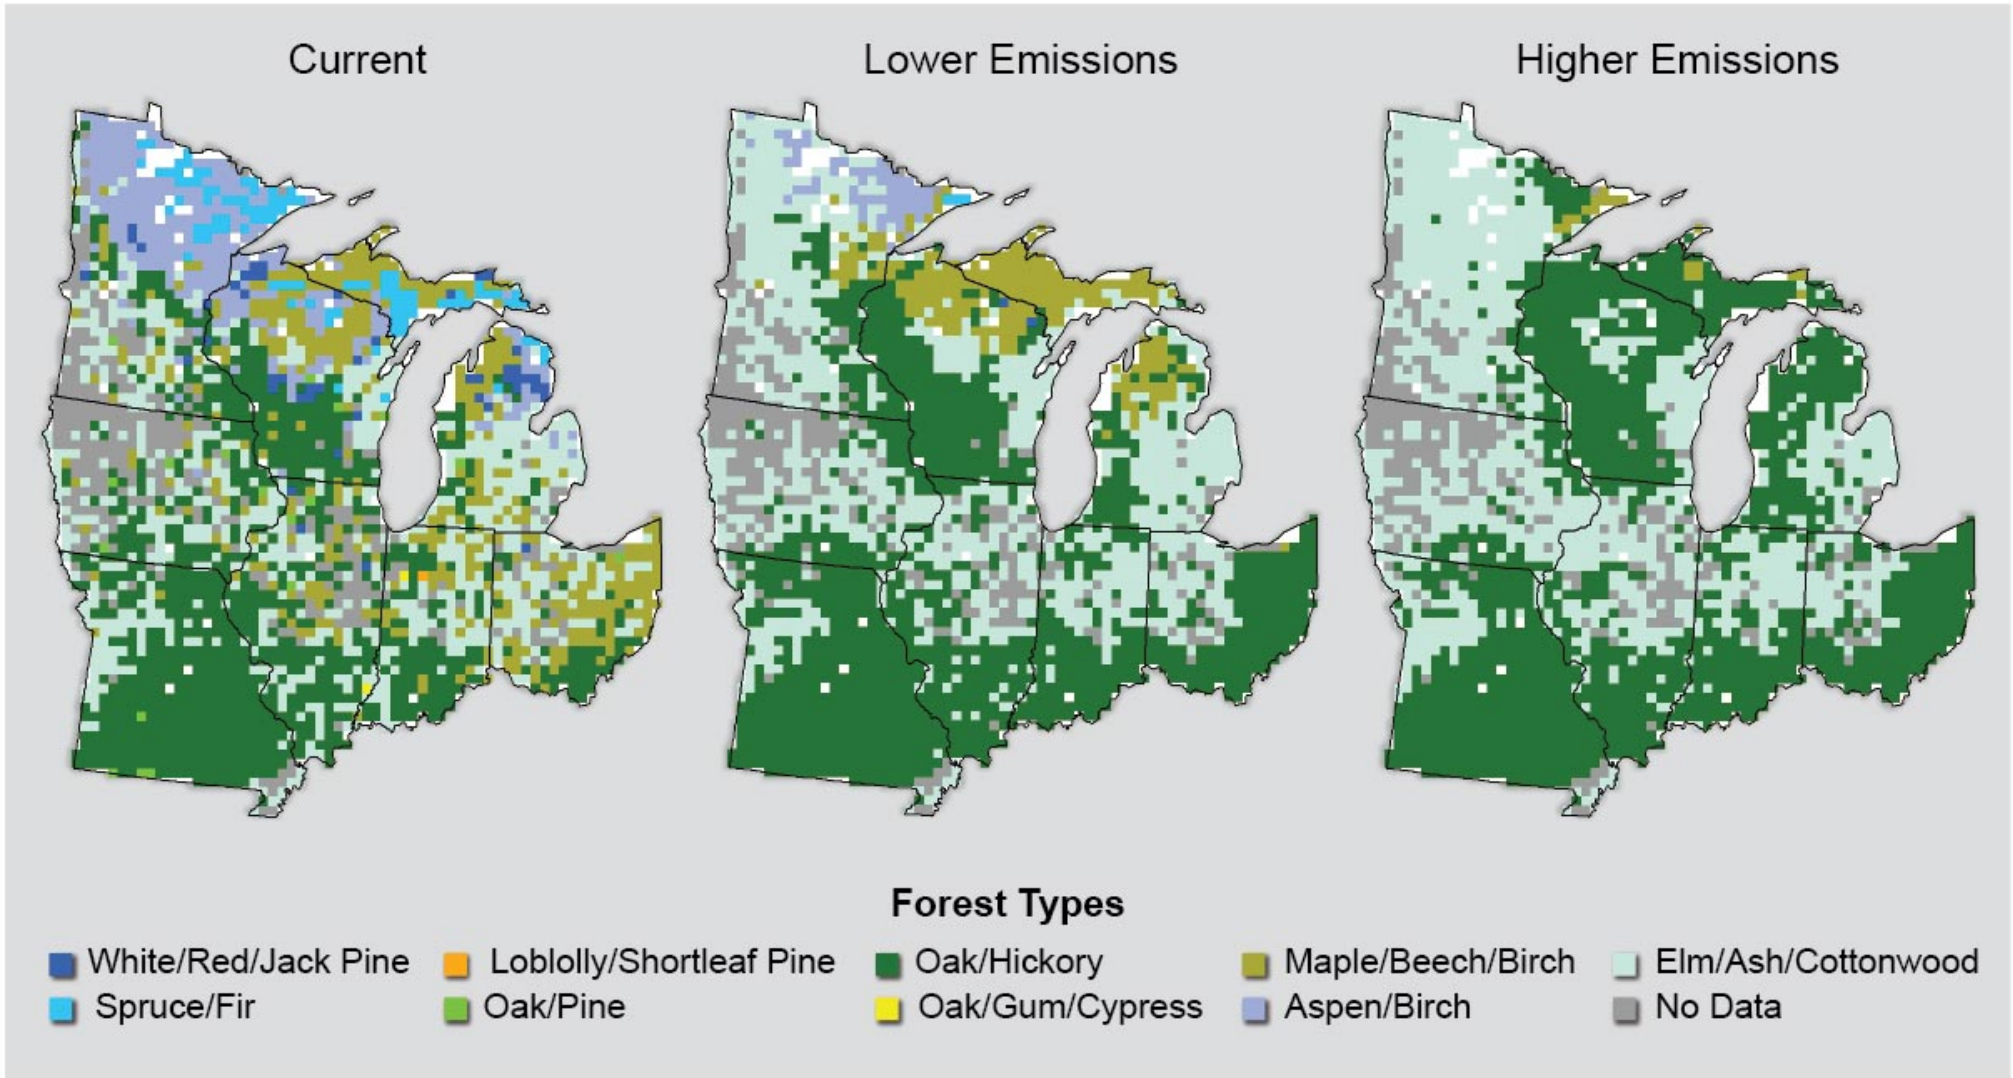 Current Lower Emissions Higher Emissions
Forest Types
White/Red/Jack Pine Loblolly/Shortleaf Pine Oak/Hickory Maple/Beech/Birch Elm/Ash/Cottonwood
Spruce/Fir Oak/Pine Oak/Gum/Cypress Aspen/Birch No Data